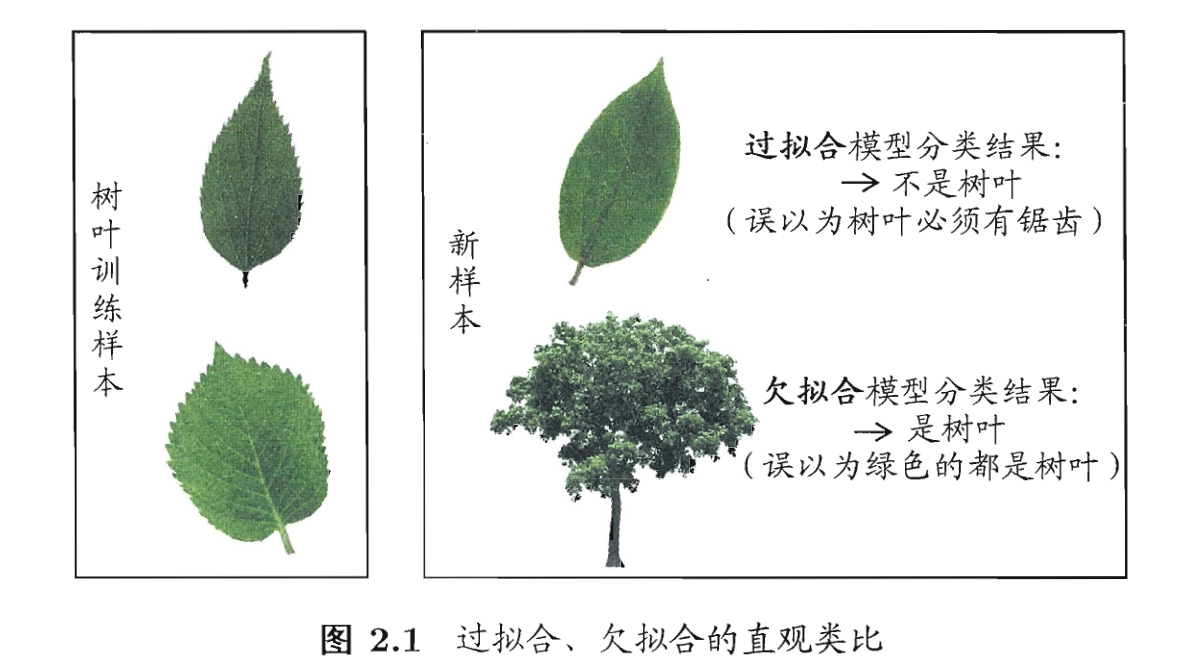 树叶训练样本
新样本
过拟合模型分类结果：
→ 不是树叶
（误以为树叶必须有锯齿）
欠拟合模型分类结果：
→ 是树叶
（误以为绿色的都是树叶）
图 2.1 过拟合、欠拟合的直观类比